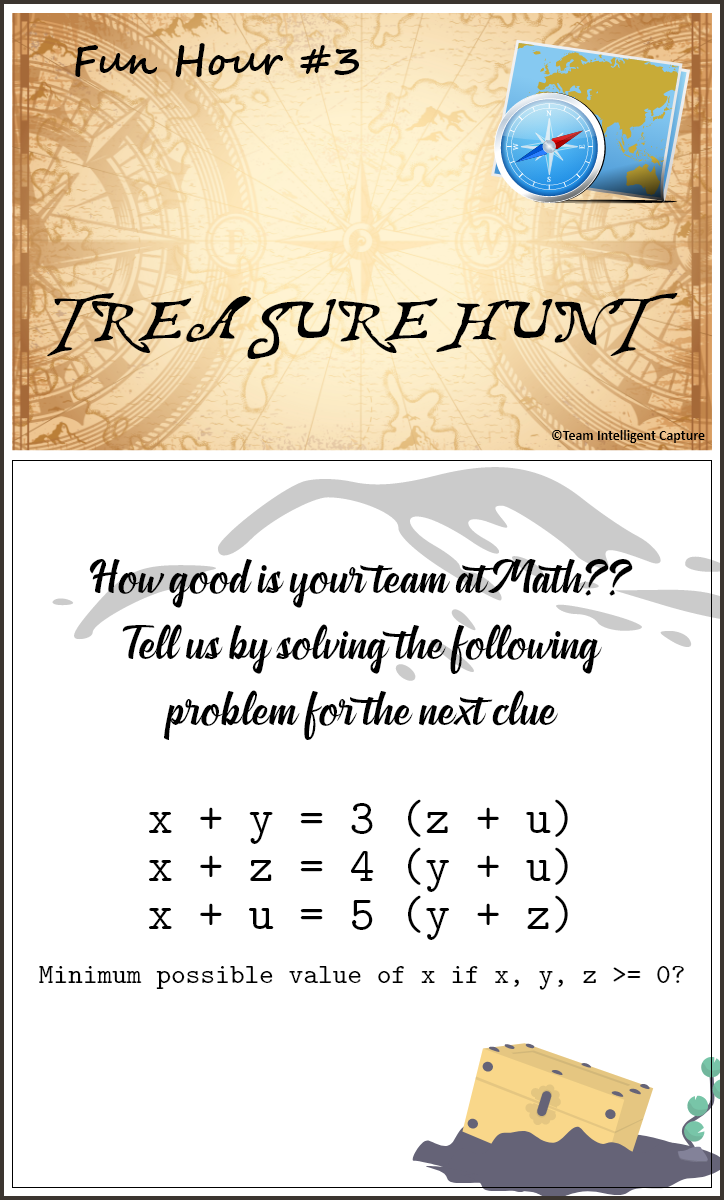 Fun Hour #3
N
E
S
W
E
W
TREASURE HUNT
©Team Intelligent Capture
How good is your team at Math??
Tell us by solving the following
problem for the next clue
x + y = 3 (z + u)
x + z = 4 (y + u)
x + u = 5 (y + z)
Minimum possible value of x if x, y, z >= 0?